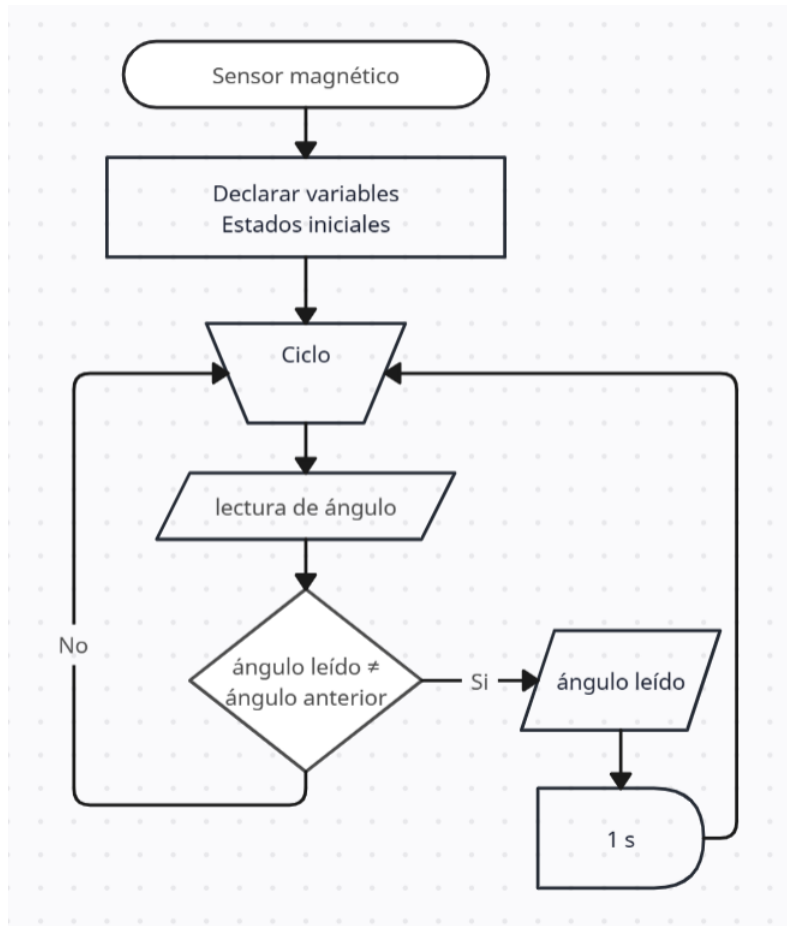 Sensor magnético
Declarar variables
Estados iniciales
Ciclo
lectura de ángulo
ángulo leído ≠
ángulo anterior
No
Si
ángulo leído
1 s